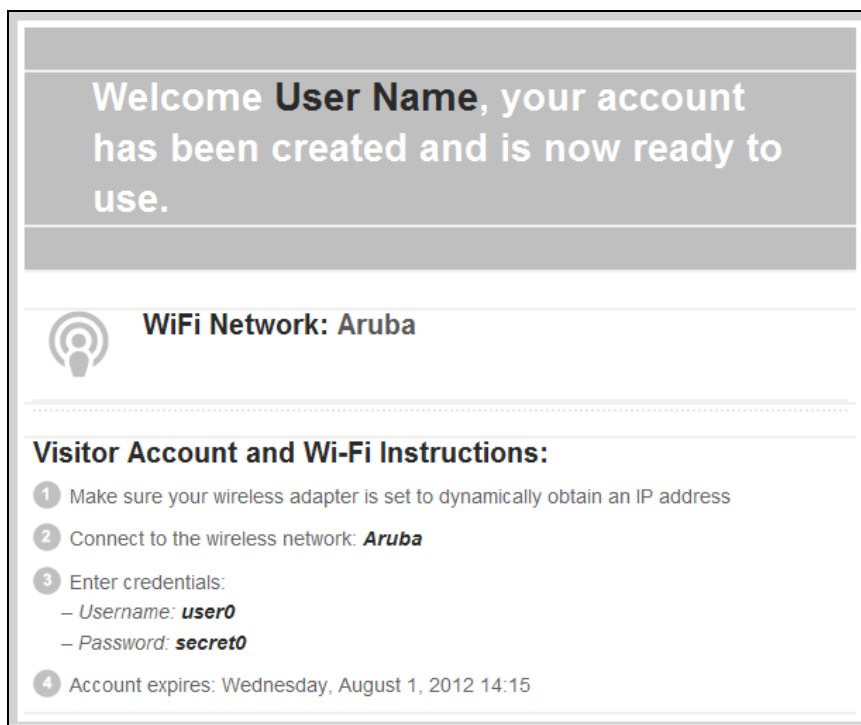 Welcome User Name, your account
has been created and is now ready to
use.
WiFi Network: Aruba
Visitor Account and Wi-Fi Instructions:
1 Make sure your wireless adapter is set to dynamically obtain an IP address
2 Connect to the wireless network: Aruba
3 Enter credentials:
– Username: user0
– Password: secret0
4 Account expires: Wednesday, August 1, 2012 14:15